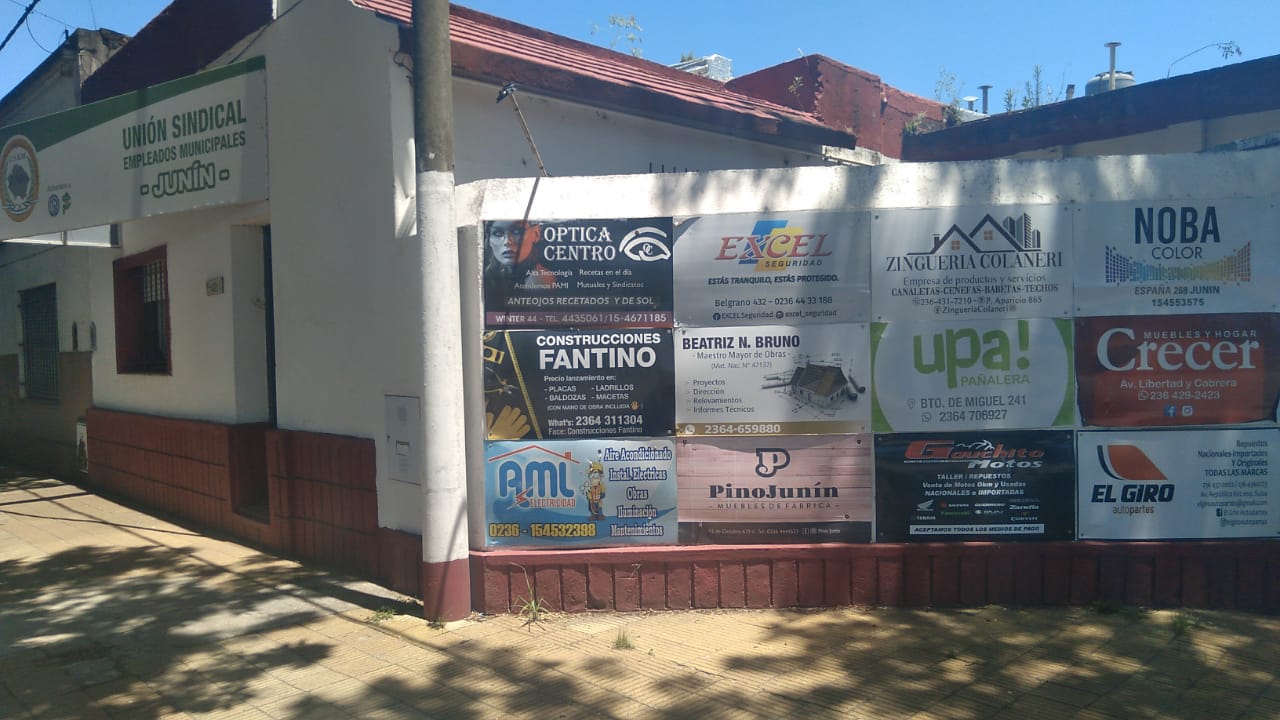 UNIÓN SINDICAL
EMPLEADOS MUNICIPALES
- JUNÍN -
OPTICA
CENTRO
Alta Tecnología Recetas en el día
Atendemos PAMI Mutuales y Sindicatos
ANTEOJOS RECETADOS Y DE SOL
WINTER 44 - TEL. 4435061/15-4671185
EXCEL
SEGURIDAD
ESTÁS TRANQUILO, ESTÁS PROTEGIDO.
Belgrano 432 - 0236 44 33 188
EXCELSeguridad excel_seguridad
ZINGUERIA COLANERI
Empresa de productos y servicios
CANALETAS-CENEFAS-BABETAS-TECHOS
236-431-7210 - P. Aparicio 865
ZingueriaColaneri
NOBA
COLOR
ESPAÑA 268 JUNIN
154553575
CONSTRUCCIONES
FANTINO
Precio lanzamiento en:
- PLACAS - LADRILLOS
- BALDOZAS - MACETAS
(CON MANO DE OBRA INCLUIDA)
What's: 2364 311304
Face: Construcciones Fantino
BEATRIZ N. BRUNO
- Maestro Mayor de Obras -
(Mat. Nac. N° 47137)
> Proyectos
> Dirección
> Relevamientos
> Informes Técnicos
2364-659880
upa!
PAÑALERA
BTO. DE MIGUEL 241
2364 706927
MUEBLES Y HOGAR
Crecer
Av. Libertad y Cabrera
236 429-2423
AML
ELECTRICIDAD
0236 - 154532398
Aire Acondicionado
Instal. Electricas
Obras
Iluminación
Mantenimientos
PinoJunín
MUEBLES DE FÁBRICA
Gauchito
Motos
TALLER / REPUESTOS
Venta de Motos 0km y Usadas
NACIONALES e IMPORTADAS
Zanella
ACEPTAMOS TODOS LOS MEDIOS DE PAGO
EL GIRO
autopartes
Repuestos
Nacionales-Importados
Y Originales
TODAS LAS MARCAS